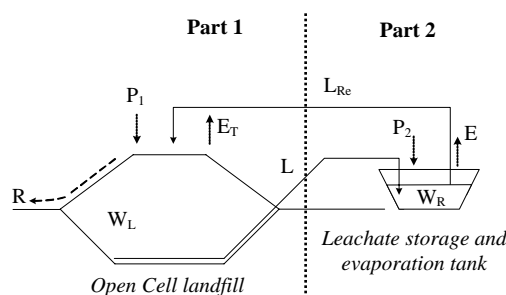 Part 1
Part 2
L_Re
P_1
E_T
P_2
E
L
R
W_L
W_R
Leachate storage and
evaporation tank
Open Cell landfill